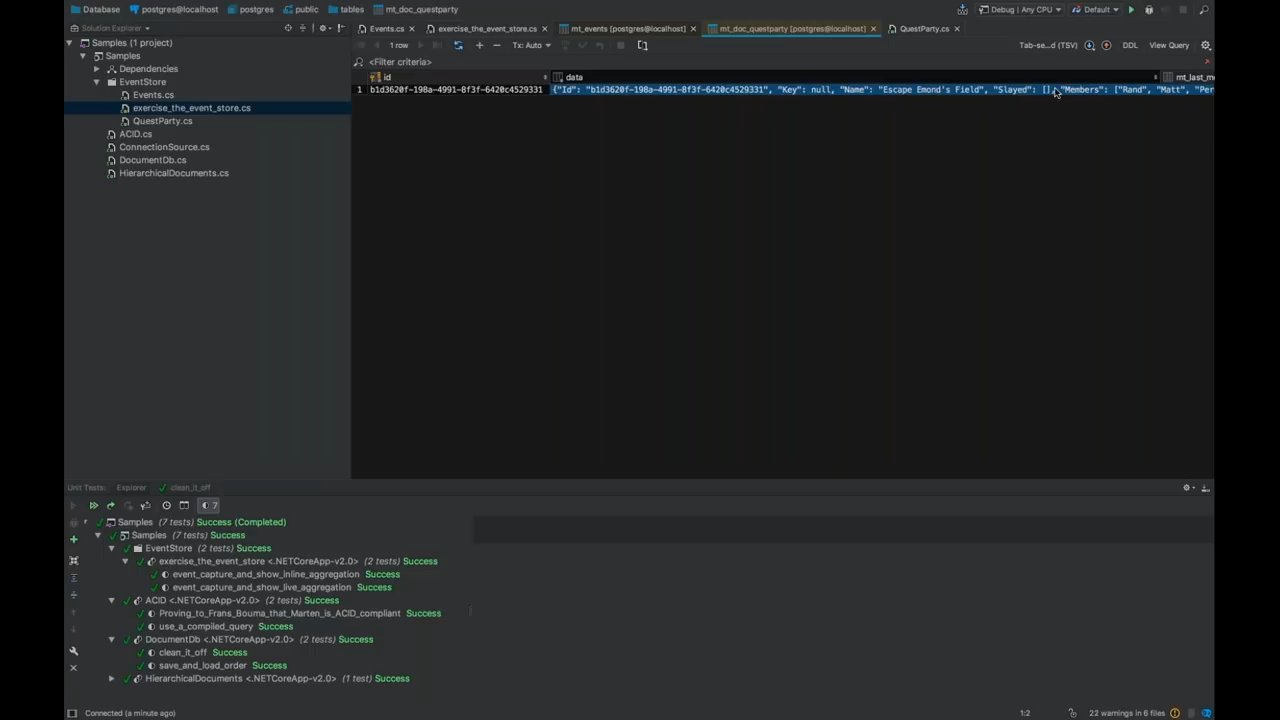 Database postgres@localhost postgres public tables mt_doc_questparty Debug | Any CPU Default
Solution Explorer Events.cs exercise_the_event_store.cs mt_events [postgres@localhost] mt_doc_questparty [postgres@localhost] QuestParty.cs
Samples (1 project) 1 row Tx: Auto Tab-se...d (TSV) DDL View Query
Samples
Dependencies <Filter criteria>
EventStore id data mt_last_m
Events.cs 1 b1d3620f-198a-4991-8f3f-6420c4529331 {"Id": "b1d3620f-198a-4991-8f3f-6420c4529331", "Key": null, "Name": "Escape Emond's Field", "Slayed": [], "Members": ["Rand", "Matt", "Per
exercise_the_event_store.cs
QuestParty.cs
ACID.cs
ConnectionSource.cs
DocumentDb.cs
HierarchicalDocuments.cs
Unit Tests: Explorer clean_it_off
7
Samples (7 tests) Success (Completed)
Samples (7 tests) Success
EventStore (2 tests) Success
exercise_the_event_store <.NETCoreApp-v2.0> (2 tests) Success
event_capture_and_show_inline_aggregation Success
event_capture_and_show_live_aggregation Success
ACID <.NETCoreApp-v2.0> (2 tests) Success
Proving_to_Frans_Bouma_that_Marten_is_ACID_compliant Success
use_a_compiled_query Success
DocumentDb <.NETCoreApp-v2.0> (2 tests) Success
clean_it_off Success
save_and_load_order Success
HierarchicalDocuments <.NETCoreApp-v2.0> (1 test) Success
Connected (a minute ago) 1:2 22 warnings in 6 files